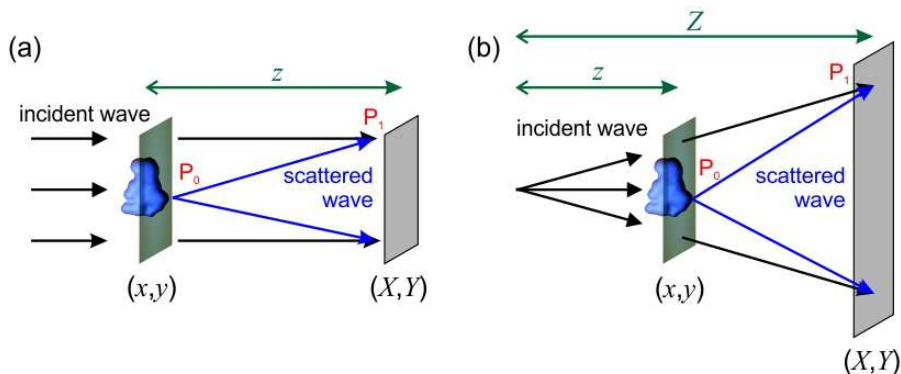 (a)
z
incident wave
P₁
P₀
scattered
wave
(x,y)
(X,Y)
(b)
Z
z
P₁
incident wave
P₀
scattered
wave
(x,y)
(X,Y)